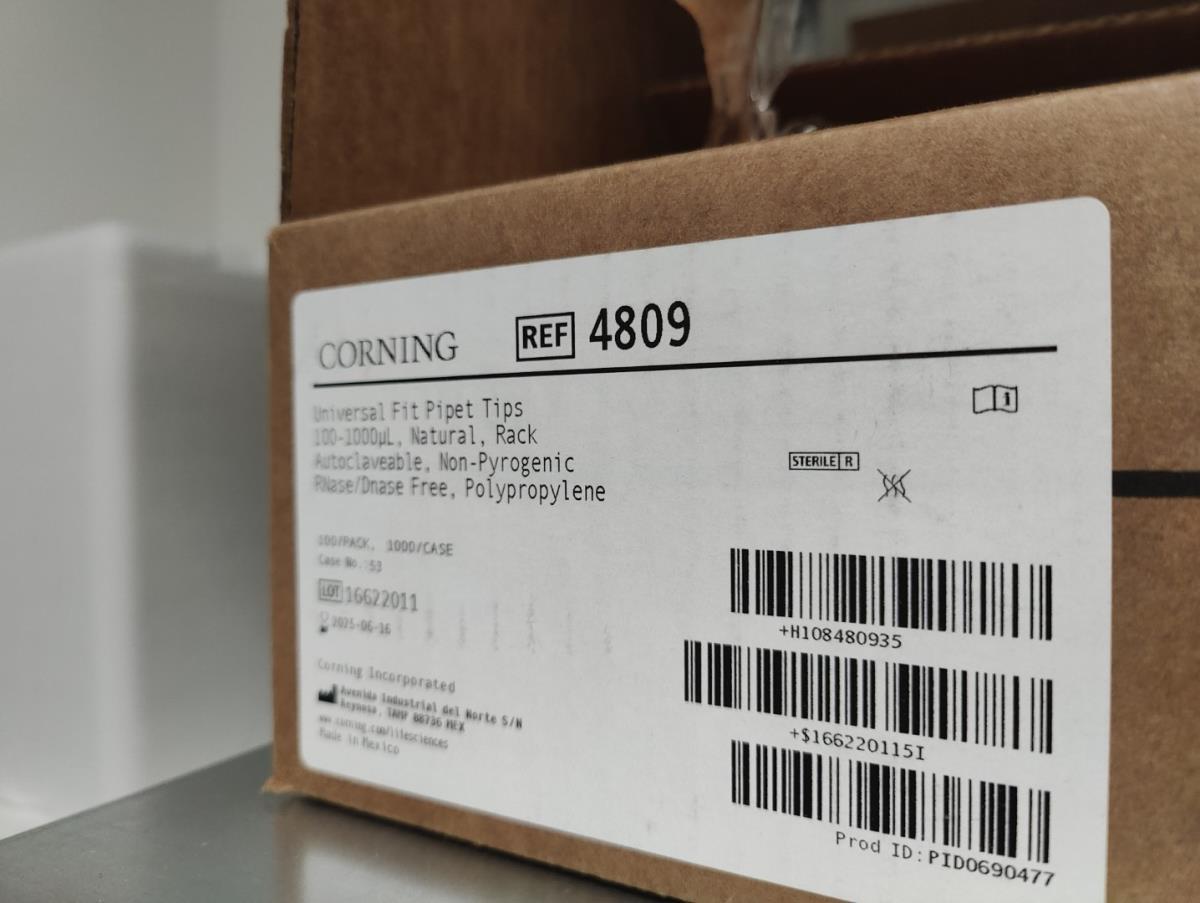 CORNING
REF 4809
Universal Fit Pipet Tips
100-1000µL, Natural, Rack
Autoclaveable, Non-Pyrogenic
RNase/Dnase Free, Polypropylene
STERILE R
100/PACK, 1000/CASE
Case No. 53
LOT 16622011
2025-06-16
Corning Incorporated
Avenida Industrial del Norte S/N
Reynosa, TAMP 88736 MEX
www.corning.com/lifesciences
Made in Mexico
+H108480935
+$166220115I
Prod ID:PID0690477